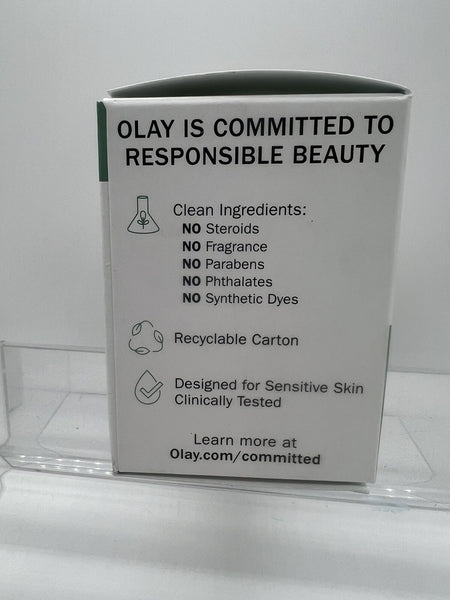 OLAY IS COMMITTED TO
RESPONSIBLE BEAUTY
Clean Ingredients:
NO Steroids
NO Fragrance
NO Parabens
NO Phthalates
NO Synthetic Dyes
Recyclable Carton
Designed for Sensitive Skin
Clinically Tested
Learn more at
Olay.com/committed